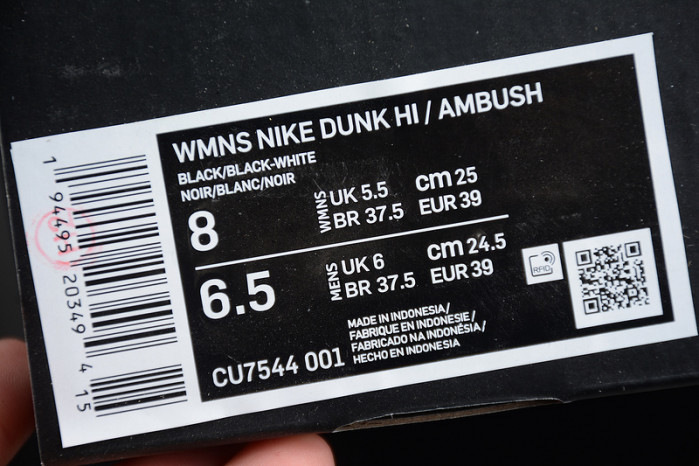 WMNS NIKE DUNK HI / AMBUSH
BLACK/BLACK-WHITE
NOIR/BLANC/NOIR
8
WMNS
UK 5.5 cm 25
BR 37.5 EUR 39
6.5
MENS
UK 6 cm 24.5
BR 37.5 EUR 39
RFID
MADE IN INDONESIA/
FABRIQUE EN INDONESIE/
FABRICADO NA INDONÉSIA/
HECHO EN INDONESIA
CU7544 001
1 94495 20349 4 15